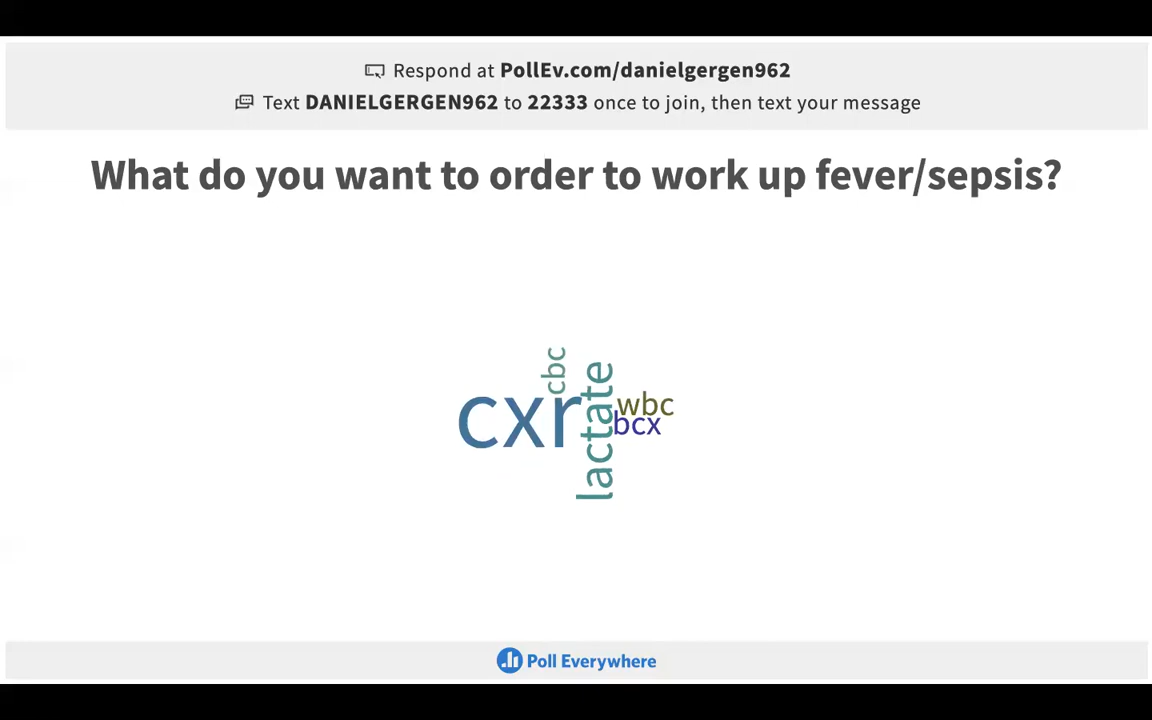 Respond at PollEv.com/danielgergen962
Text DANIELGERGEN962 to 22333 once to join, then text your message
What do you want to order to work up fever/sepsis?
cbc
cxr
lactate
wbc
bcx
Poll Everywhere